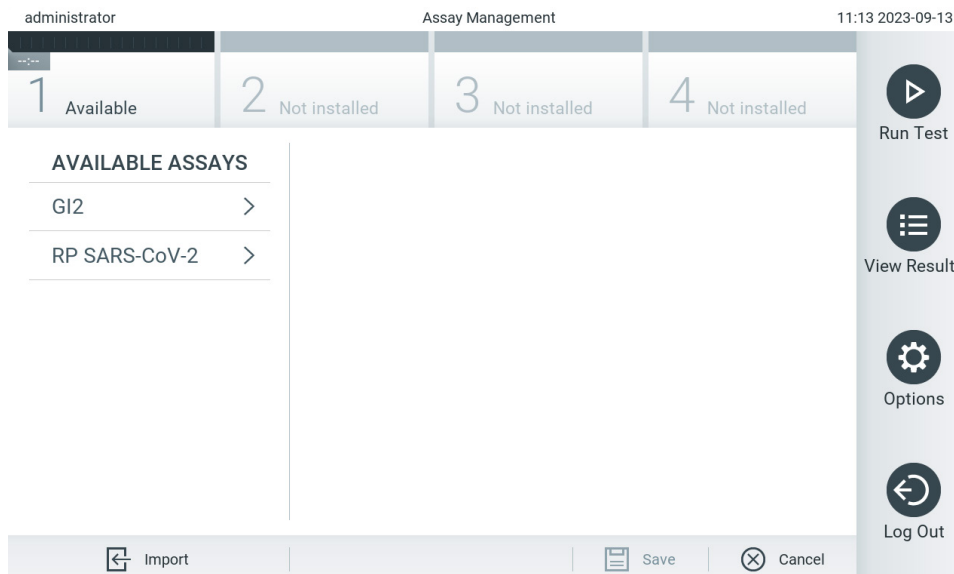 administrator
Assay Management
11:13 2023-09-13
--:--
1 Available
2 Not installed
3 Not installed
4 Not installed
Run Test
AVAILABLE ASSAYS
GI2
RP SARS-CoV-2
View Result
Options
Log Out
Import
Save
Cancel